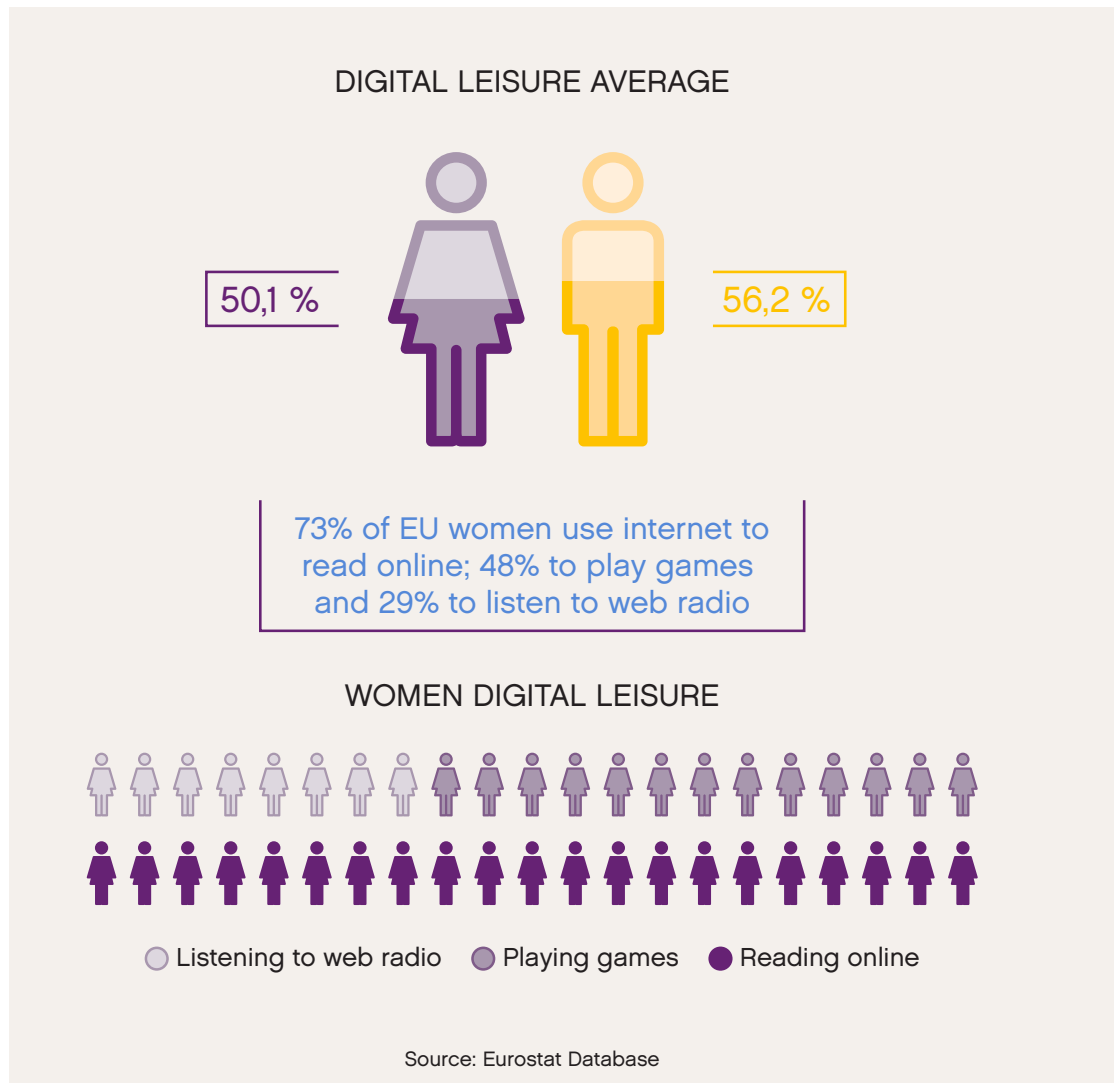 DIGITAL LEISURE AVERAGE
50,1 %
56,2 %
73% of EU women use internet to
read online; 48% to play games
and 29% to listen to web radio
WOMEN DIGITAL LEISURE
Listening to web radio
Playing games
Reading online
Source: Eurostat Database